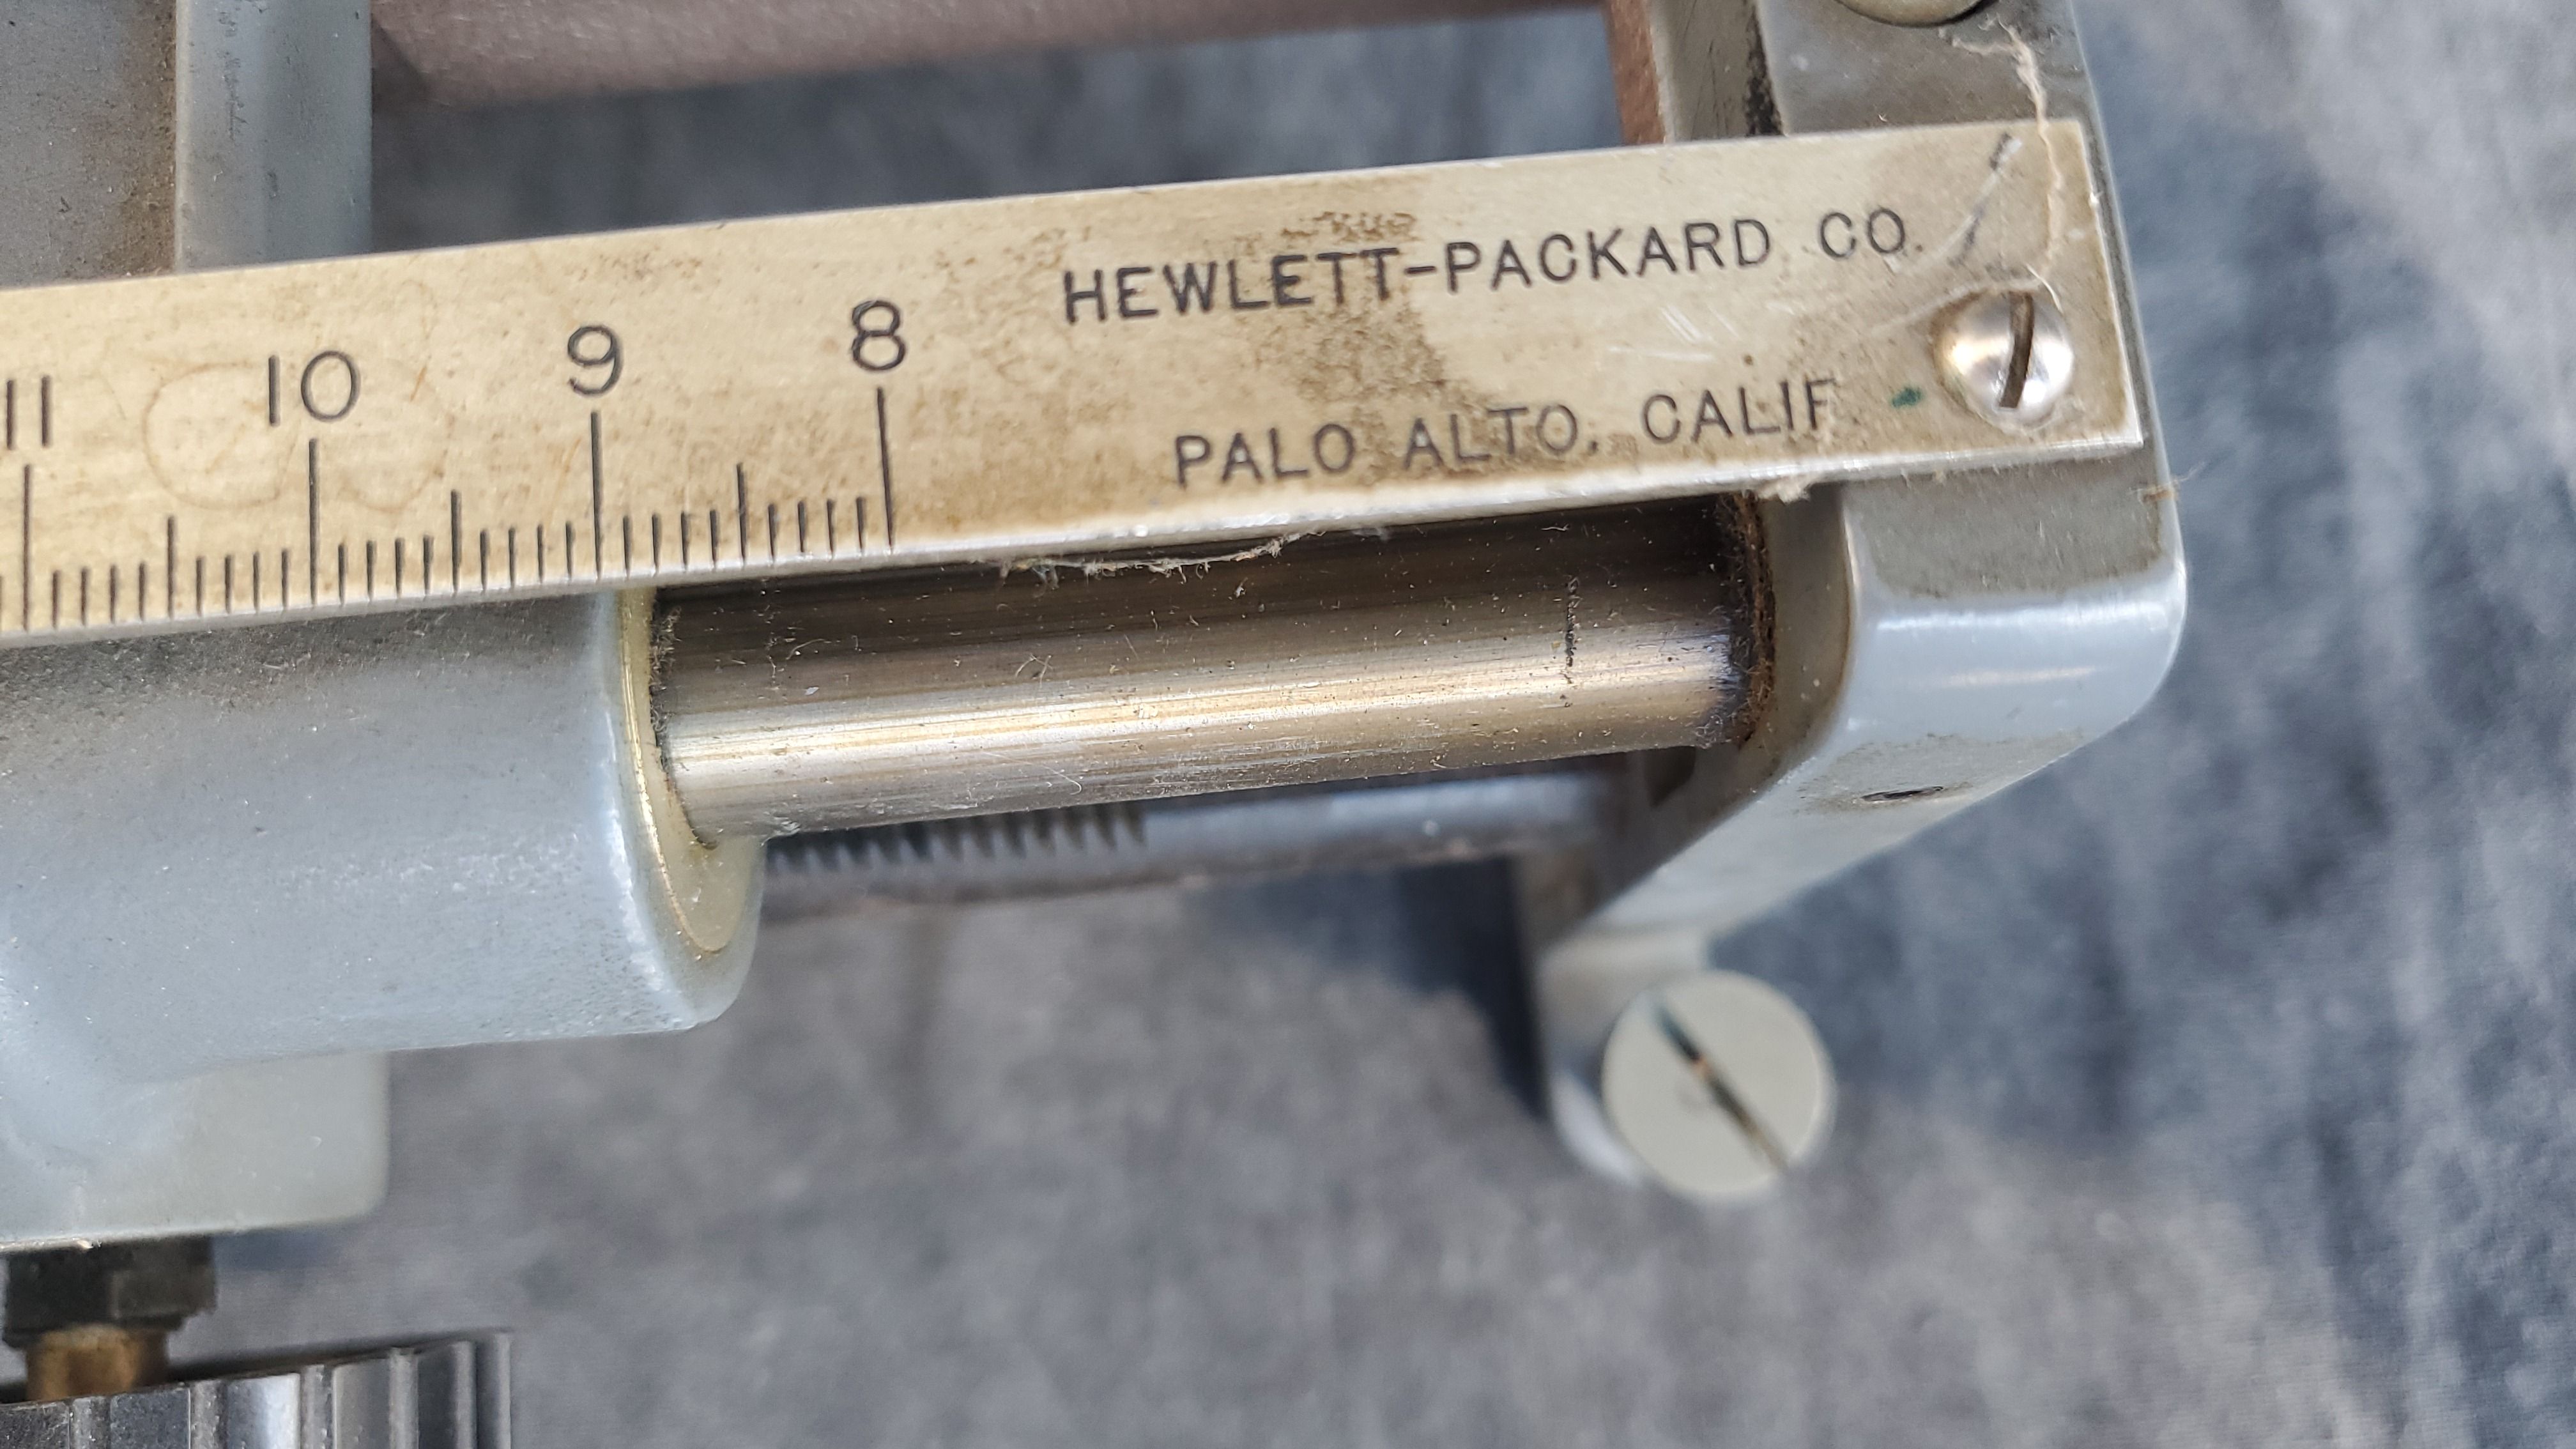 HEWLETT-PACKARD CO.
PALO ALTO, CALIF.
11 10 9 8